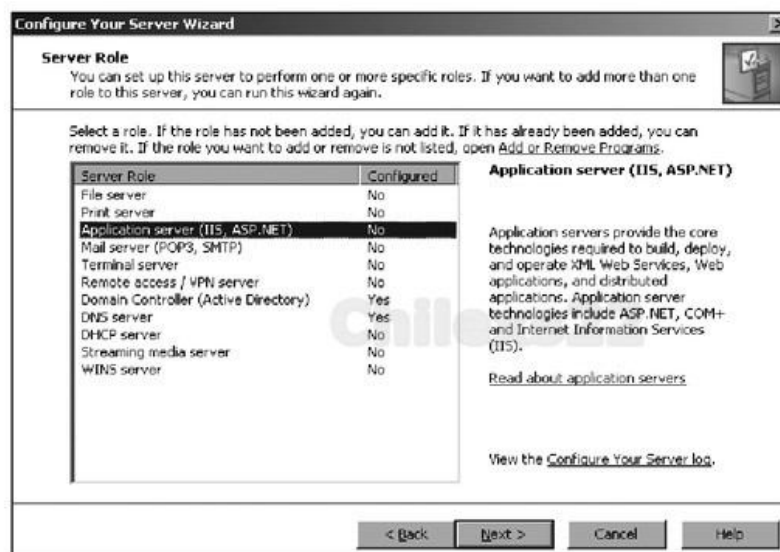 Configure Your Server Wizard
Server Role
You can set up this server to perform one or more specific roles. If you want to add more than one
role to this server, you can run this wizard again.
Select a role. If the role has not been added, you can add it. If it has already been added, you can
remove it. If the role you want to add or remove is not listed, open Add or Remove Programs.
Server Role Configured
File server No
Print server No
Application server (IIS, ASP.NET) No
Mail server (POP3, SMTP) No
Terminal server No
Remote access / VPN server No
Domain Controller (Active Directory) Yes
DNS server Yes
DHCP server No
Streaming media server No
WINS server No
Application server (IIS, ASP.NET)
Application servers provide the core
technologies required to build, deploy,
and operate XML Web Services, Web
applications, and distributed
applications. Application server
technologies include ASP.NET, COM+
and Internet Information Services
(IIS).
Read about application servers
View the Configure Your Server log.
< Back
Next >
Cancel
Help